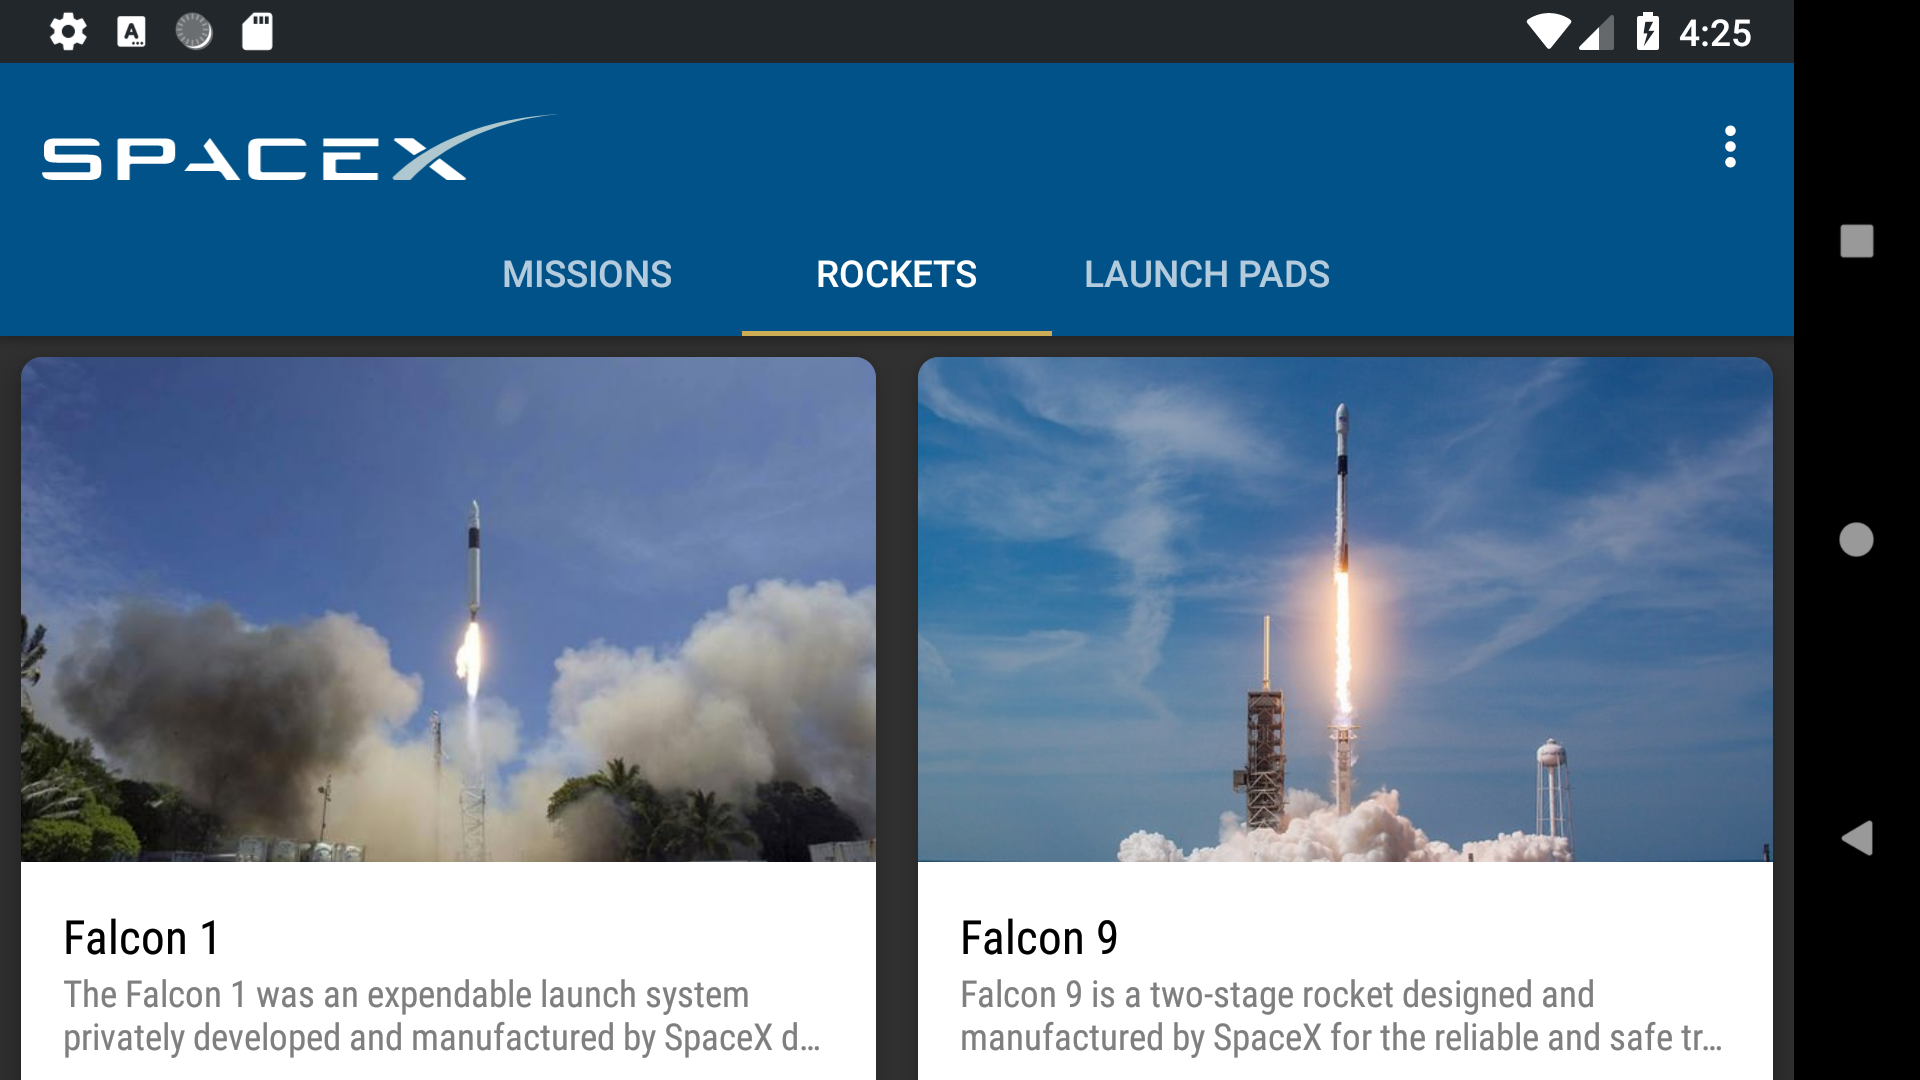 4:25
SPACEX
MISSIONS ROCKETS LAUNCH PADS
Falcon 1
The Falcon 1 was an expendable launch system
privately developed and manufactured by SpaceX d...
Falcon 9
Falcon 9 is a two-stage rocket designed and
manufactured by SpaceX for the reliable and safe tr...